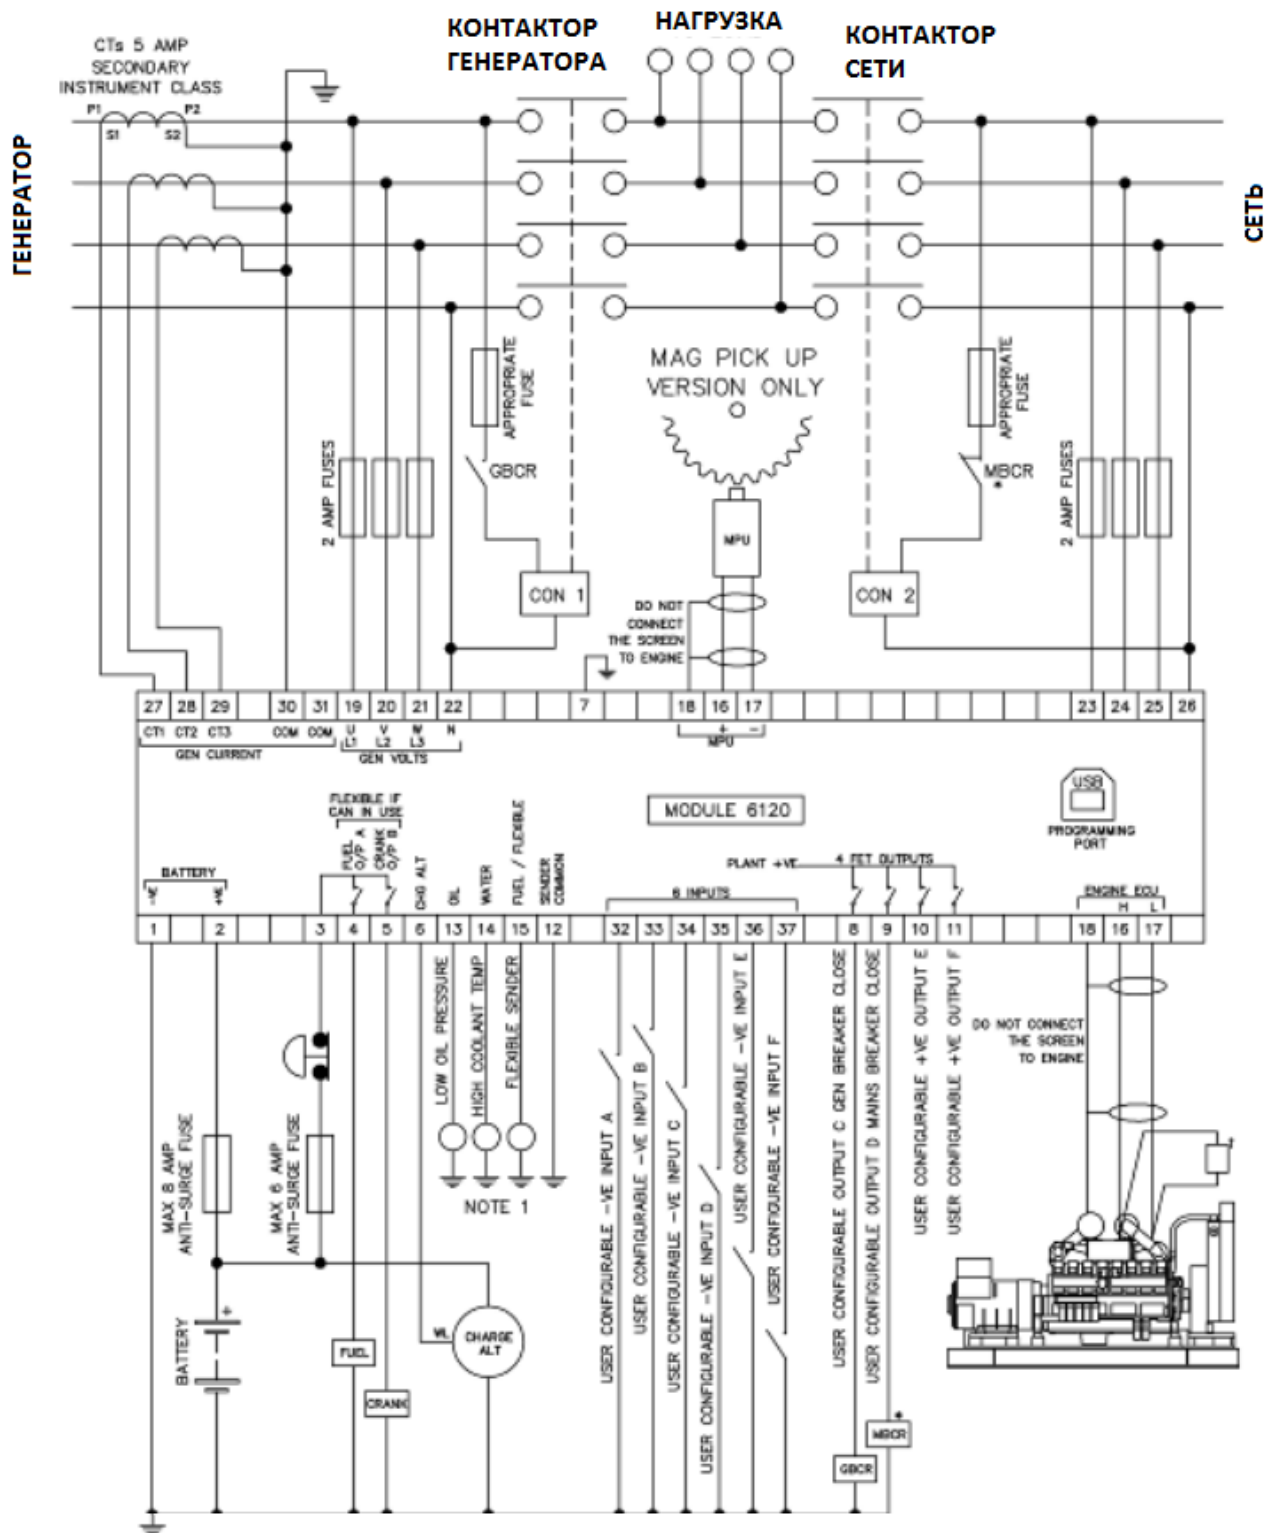 КОНТАКТОР
ГЕНЕРАТОРА
НАГРУЗКА
КОНТАКТОР
СЕТИ
CTs 5 AMP
SECONDARY
INSTRUMENT CLASS
P1
P2
S1
S2
ГЕНЕРАТОР
СЕТЬ
MAG PICK UP
VERSION ONLY
APPROPRIATE
FUSE
APPROPRIATE
FUSE
2 AMP FUSES
GBCR
MBCR
*
2 AMP FUSES
MPU
CON 1
CON 2
DO NOT
CONNECT
THE SCREEN
TO ENGINE
27 28 29 30 31 19 20 21 22 7 18 16 17 23 24 25 26
CT1 CT2 CT3 COM COM U V W N + −
L1 L2 L3
GEN CURRENT
GEN VOLTS
MPU
USB
PROGRAMMING
PORT
MODULE 6120
FLEXIBLE IF
CAN IN USE
FUEL
O/P A
CRANK
O/P B
BATTERY
-VE
+VE
CHG ALT
OIL
WATER
FUEL / FLEXIBLE
SENDER
COMMON
6 INPUTS
PLANT +VE
4 FET OUTPUTS
ENGINE ECU
H L
1 2 3 4 5 6 13 14 15 12 32 33 34 35 36 37 8 9 10 11 18 16 17
LOW OIL PRESSURE
HIGH COOLANT TEMP
FLEXIBLE SENDER
NOTE 1
USER CONFIGURABLE -VE INPUT A
USER CONFIGURABLE -VE INPUT B
USER CONFIGURABLE -VE INPUT C
USER CONFIGURABLE -VE INPUT D
USER CONFIGURABLE -VE INPUT E
USER CONFIGURABLE -VE INPUT F
USER CONFIGURABLE OUTPUT C GEN BREAKER CLOSE
USER CONFIGURABLE OUTPUT D MAINS BREAKER CLOSE
USER CONFIGURABLE +VE OUTPUT E
USER CONFIGURABLE +VE OUTPUT F
DO NOT CONNECT
THE SCREEN
TO ENGINE
MAX 8 AMP
ANTI-SURGE FUSE
MAX 6 AMP
ANTI-SURGE FUSE
BATTERY
+
FUEL
CRANK
WL
CHARGE
ALT
*
MBCR
GBCR